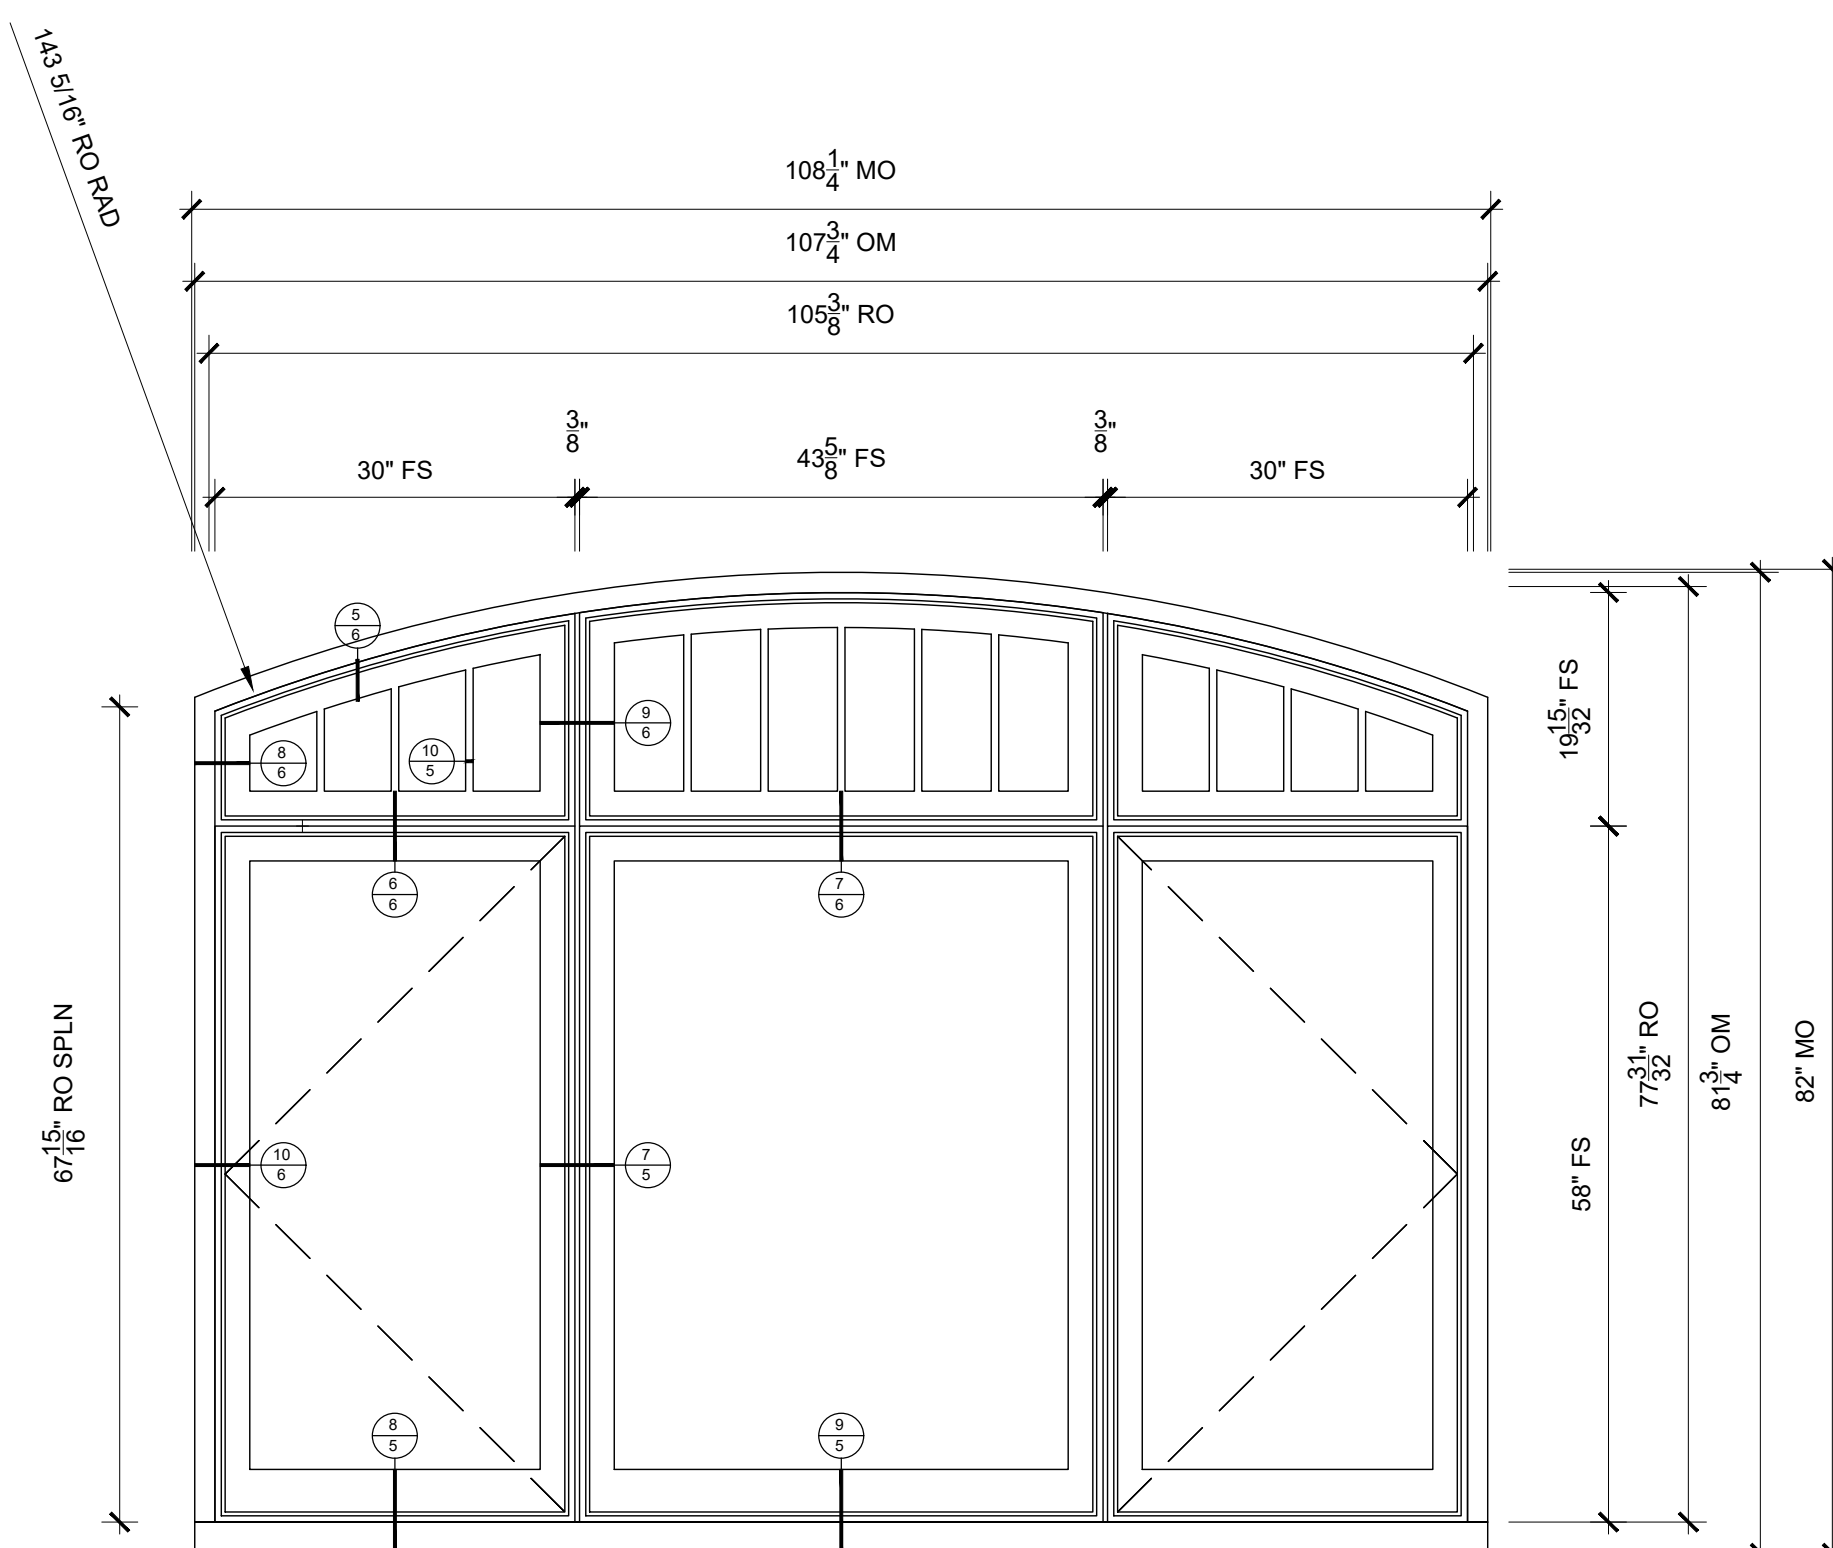 143 5/16" RO RAD
108 1/4" MO
107 3/4" OM
105 3/8" RO
3/8"
3/8"
30" FS
43 5/8" FS
30" FS
5
6
19 15/32" FS
9
6
8
6
10
5
6
6
7
6
67 15/16" RO SPLN
77 31/32" RO
81 3/4" OM
82" MO
10
6
7
5
58" FS
8
5
9
5